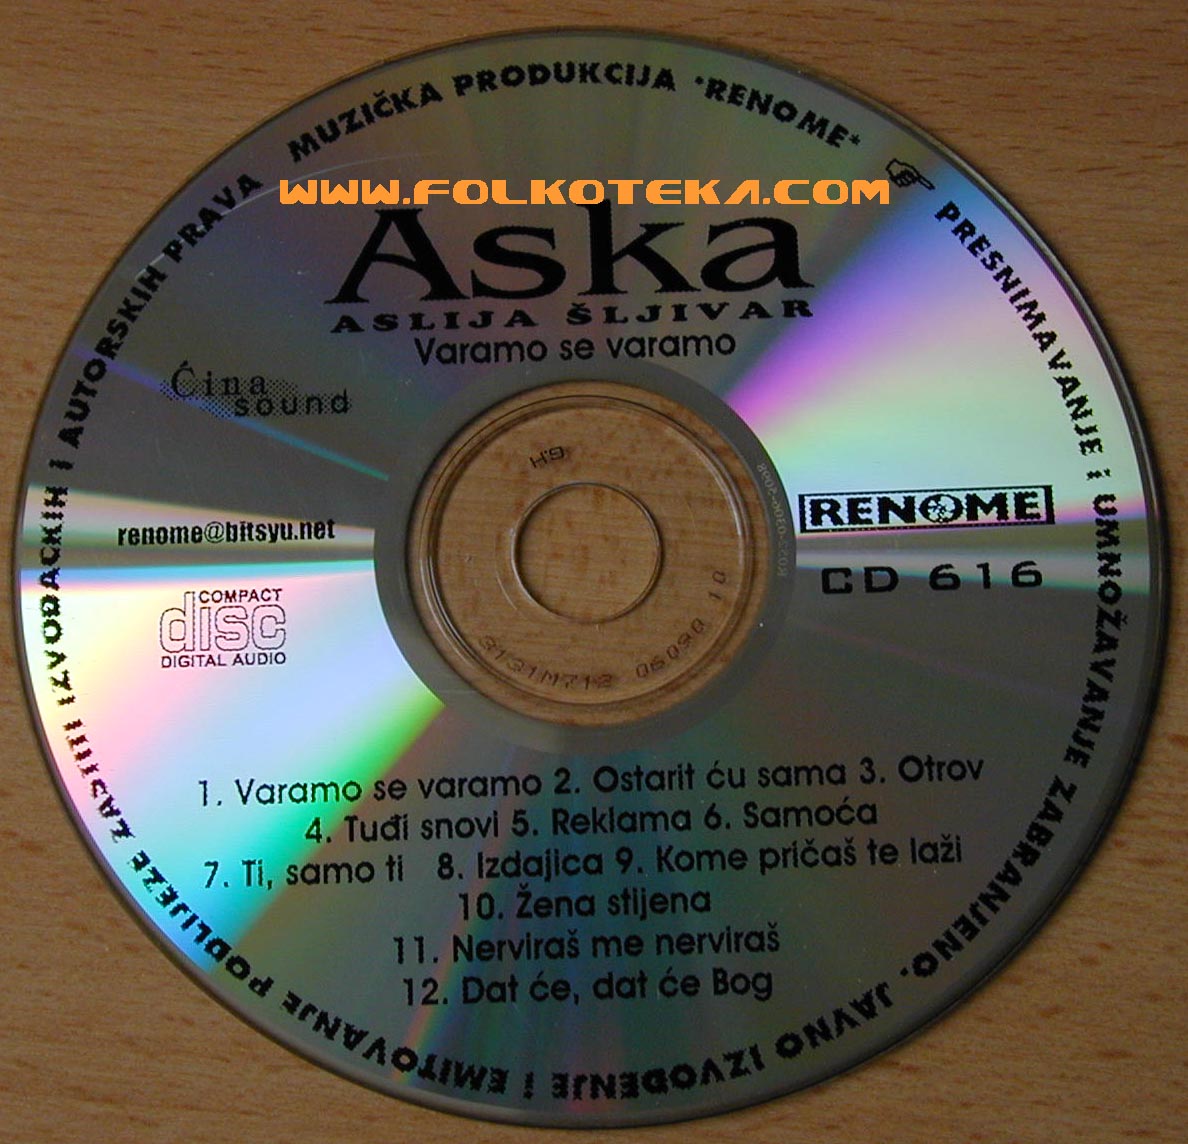 MUZIČKA PRODUKCIJA "RENOME"
PRESNIMAVANJE i UMNOŽAVANJE ZABRANJENO. JAVNO IZVOĐENJE i EMITOVANJE PODLIJEŽE ZAŠTITI IZVOĐAČKIH i AUTORSKIH PRAVA
WWW.FOLKOTEKA.COM
Aska
ASLIJA ŠLJIVAR
Varamo se varamo
Ćina
sound
GH
RENOME
CD 616
renome@bitsyu.net
COMPACT
disc
DIGITAL AUDIO
3131M712 06090 10
1. Varamo se varamo 2. Ostarit ću sama 3. Otrov
4. Tuđi snovi 5. Reklama 6. Samoća
7. Ti, samo ti 8. Izdajica 9. Kome pričaš te laži
10. Žena stijena
11. Nerviraš me nerviraš
12. Dat će, dat će Bog